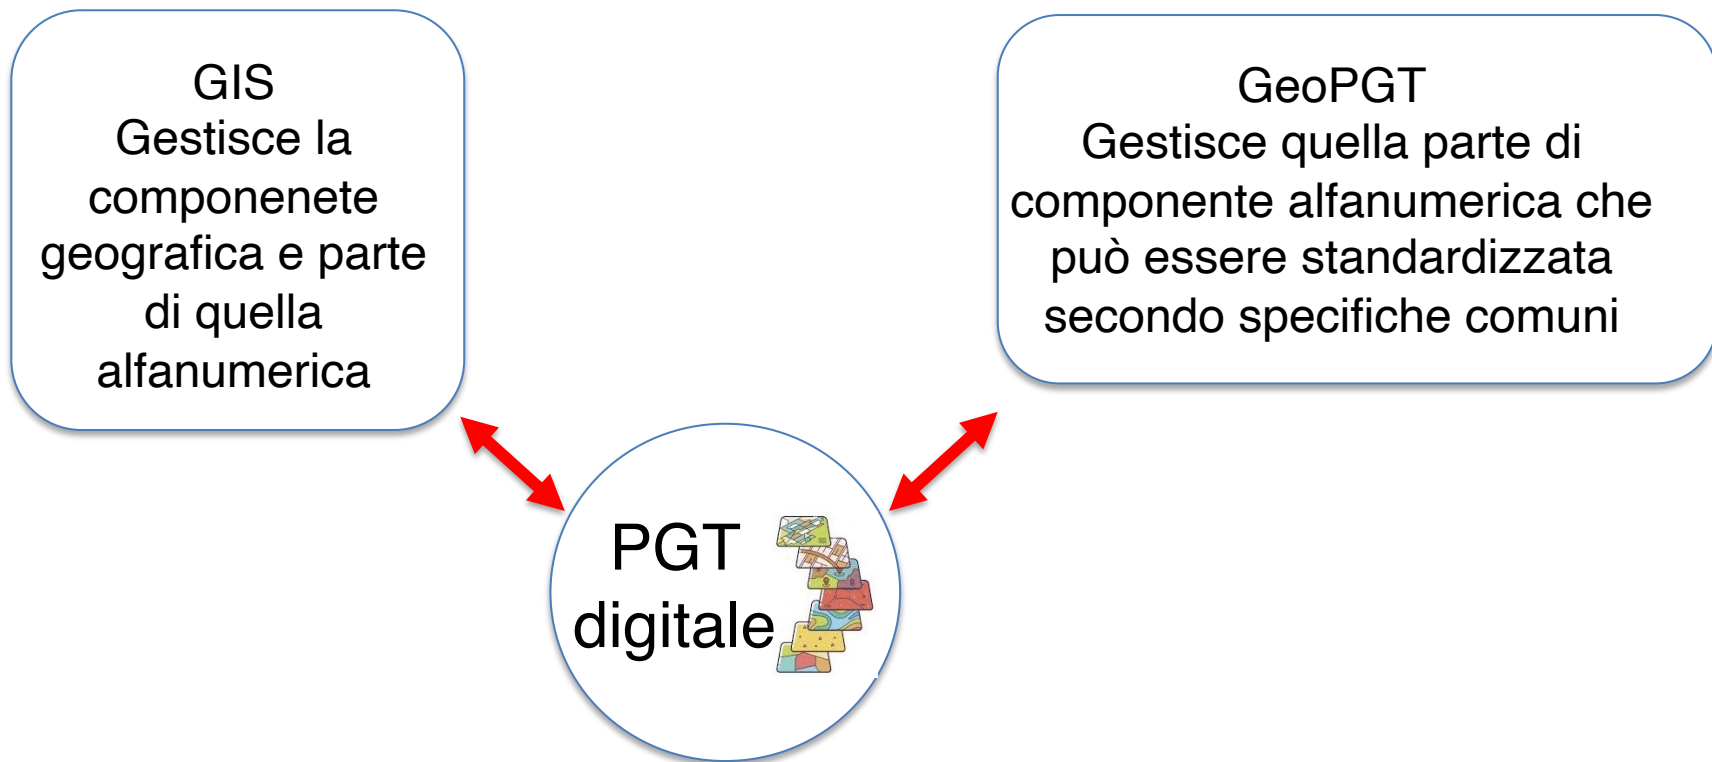 GIS
Gestisce la
componenete
geografica e parte
di quella
alfanumerica
GeoPGT
Gestisce quella parte di
componente alfanumerica che
può essere standardizzata
secondo specifiche comuni
PGT
digitale